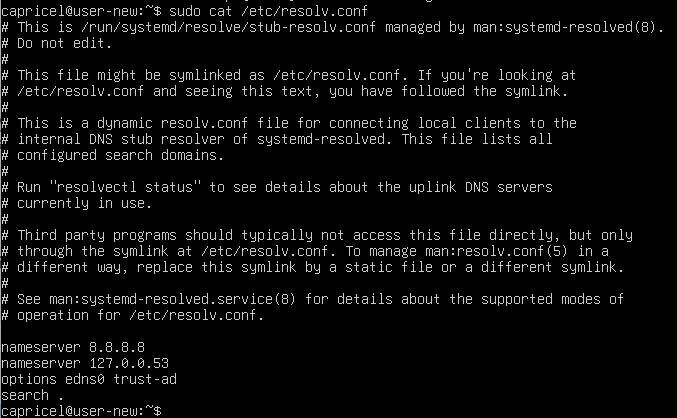 capricel@user-new:~$ sudo cat /etc/resolv.conf
# This is /run/systemd/resolve/stub-resolv.conf managed by man:systemd-resolved(8).
# Do not edit.
#
# This file might be symlinked as /etc/resolv.conf. If you're looking at
# /etc/resolv.conf and seeing this text, you have followed the symlink.
#
# This is a dynamic resolv.conf file for connecting local clients to the
# internal DNS stub resolver of systemd-resolved. This file lists all
# configured search domains.
#
# Run "resolvectl status" to see details about the uplink DNS servers
# currently in use.
#
# Third party programs should typically not access this file directly, but only
# through the symlink at /etc/resolv.conf. To manage man:resolv.conf(5) in a
# different way, replace this symlink by a static file or a different symlink.
#
# See man:systemd-resolved.service(8) for details about the supported modes of
# operation for /etc/resolv.conf.

nameserver 8.8.8.8
nameserver 127.0.0.53
options edns0 trust-ad
search .
capricel@user-new:~$